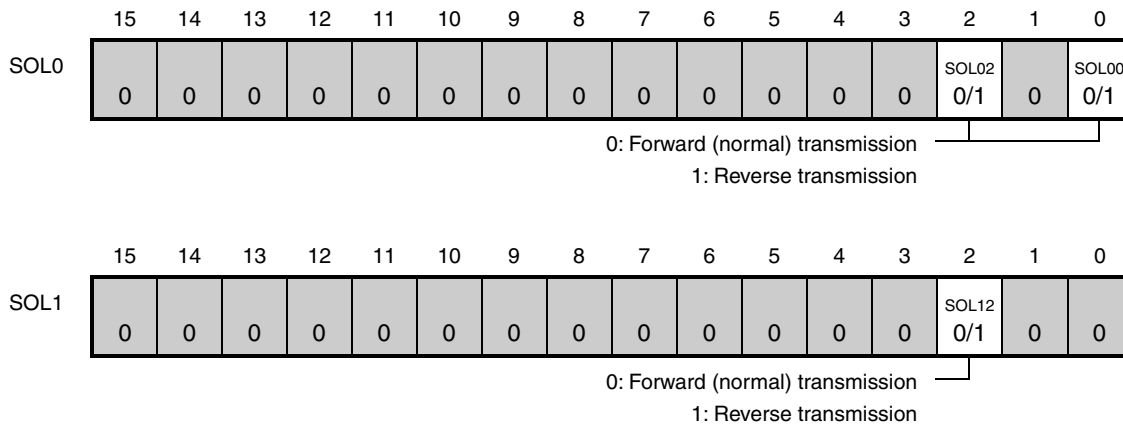 15 14 13 12 11 10 9 8 7 6 5 4 3 2 1 0
SOL0
SOL02 SOL00
0 0 0 0 0 0 0 0 0 0 0 0 0 0/1 0 0/1
0: Forward (normal) transmission
1: Reverse transmission
15 14 13 12 11 10 9 8 7 6 5 4 3 2 1 0
SOL1
SOL12
0 0 0 0 0 0 0 0 0 0 0 0 0 0/1 0 0
0: Forward (normal) transmission
1: Reverse transmission